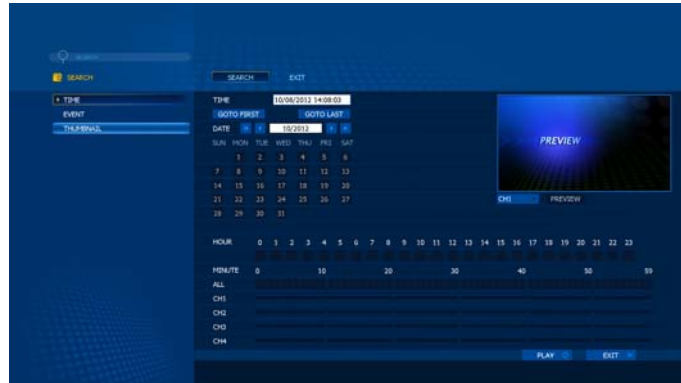 SEARCH
SEARCH
SEARCH EXIT
TIME
EVENT
THUMBNAIL
TIME 10/08/2012 14:08:03
GOTO FIRST GOTO LAST
DATE 10/2012
SUN MON TUE WED THU FRI SAT
1 2 3 4 5 6
7 8 9 10 11 12 13
14 15 16 17 18 19 20
21 22 23 24 25 26 27
28 29 30 31
PREVIEW
CH1 PREVIEW
HOUR 0 1 2 3 4 5 6 7 8 9 10 11 12 13 14 15 16 17 18 19 20 21 22 23
MINUTE 0 10 20 30 40 50 59
ALL
CH1
CH2
CH3
CH4
PLAY EXIT